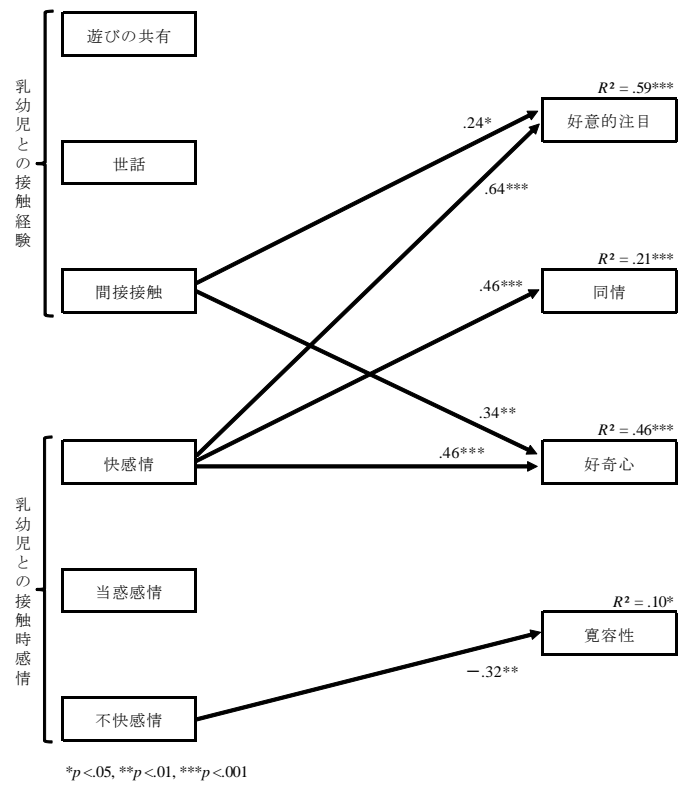 乳幼児との接触経験
遊びの共有
世話
間接接触
乳幼児との接触時感情
快感情
当惑感情
不快感情
.24*
.64***
.46***
.34**
.46***
－.32**
R² = .59***
好意的注目
R² = .21***
同情
R² = .46***
好奇心
R² = .10*
寛容性
*p<.05, **p<.01, ***p<.001